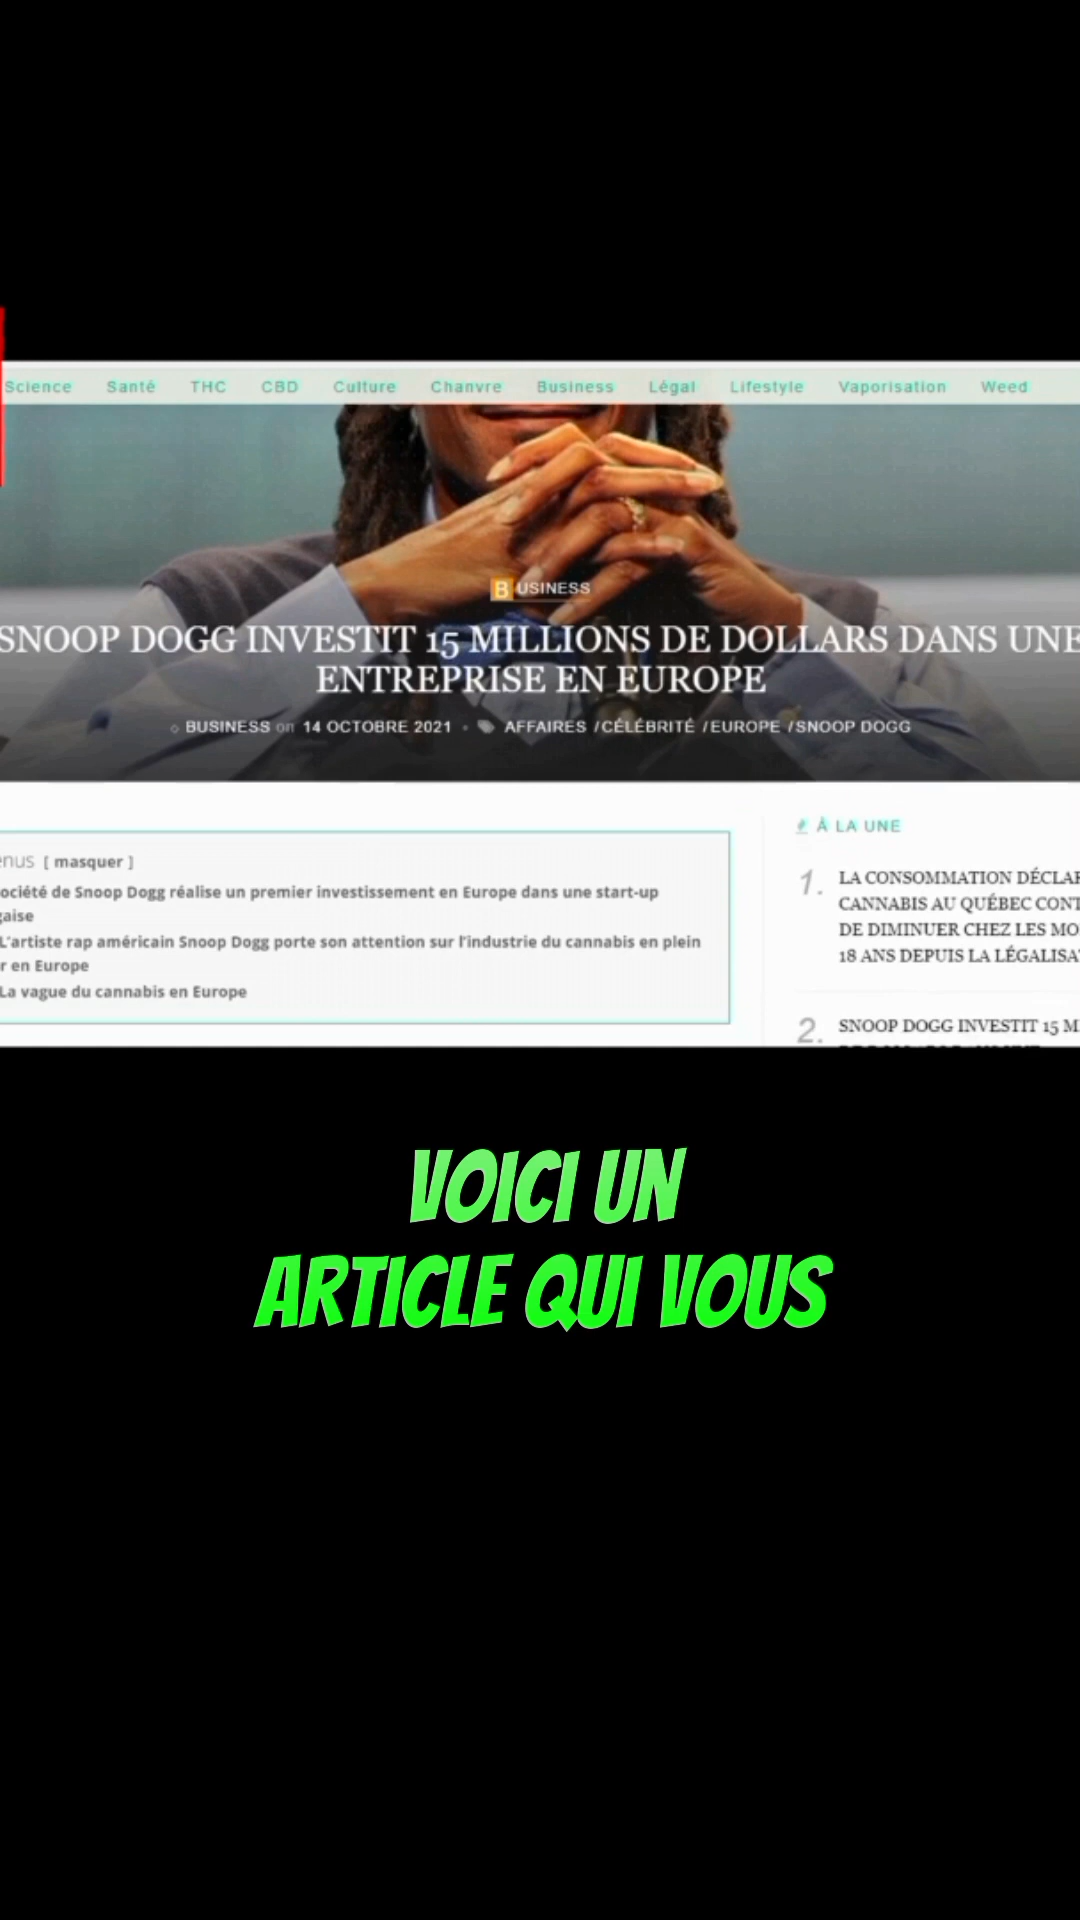 Science Santé THC CBD Culture Chanvre Business Légal Lifestyle Vaporisation Weed
BUSINESS
SNOOP DOGG INVESTIT 15 MILLIONS DE DOLLARS DANS UNE
ENTREPRISE EN EUROPE
BUSINESS on 14 OCTOBRE 2021 • AFFAIRES /CÉLÉBRITÉ /EUROPE /SNOOP DOGG
enus [ masquer ]
ociété de Snoop Dogg réalise un premier investissement en Europe dans une start-up
gaise
L'artiste rap américain Snoop Dogg porte son attention sur l'industrie du cannabis en plein
r en Europe
La vague du cannabis en Europe
À LA UNE
1. LA CONSOMMATION DÉCLAR
CANNABIS AU QUÉBEC CONT
DE DIMINUER CHEZ LES MO
18 ANS DEPUIS LA LÉGALISA
2. SNOOP DOGG INVESTIT 15 M
VOICI UN
ARTICLE QUI VOUS